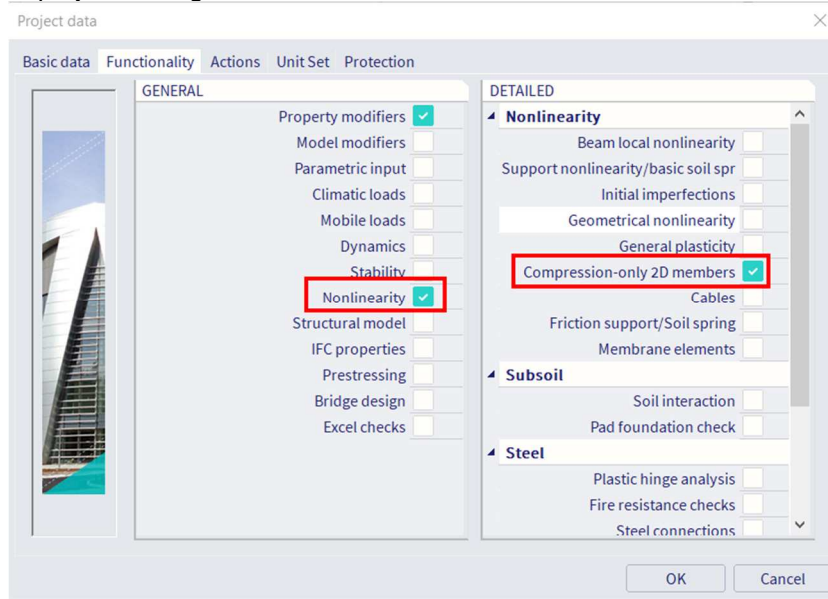 Project data
Basic data Functionality Actions Unit Set Protection
GENERAL
Property modifiers
Model modifiers
Parametric input
Climatic loads
Mobile loads
Dynamics
Stability
Nonlinearity
Structural model
IFC properties
Prestressing
Bridge design
Excel checks
DETAILED
Nonlinearity
Beam local nonlinearity
Support nonlinearity/basic soil spr
Initial imperfections
Geometrical nonlinearity
General plasticity
Compression-only 2D members
Cables
Friction support/Soil spring
Membrane elements
Subsoil
Soil interaction
Pad foundation check
Steel
Plastic hinge analysis
Fire resistance checks
Steel connections
OK Cancel